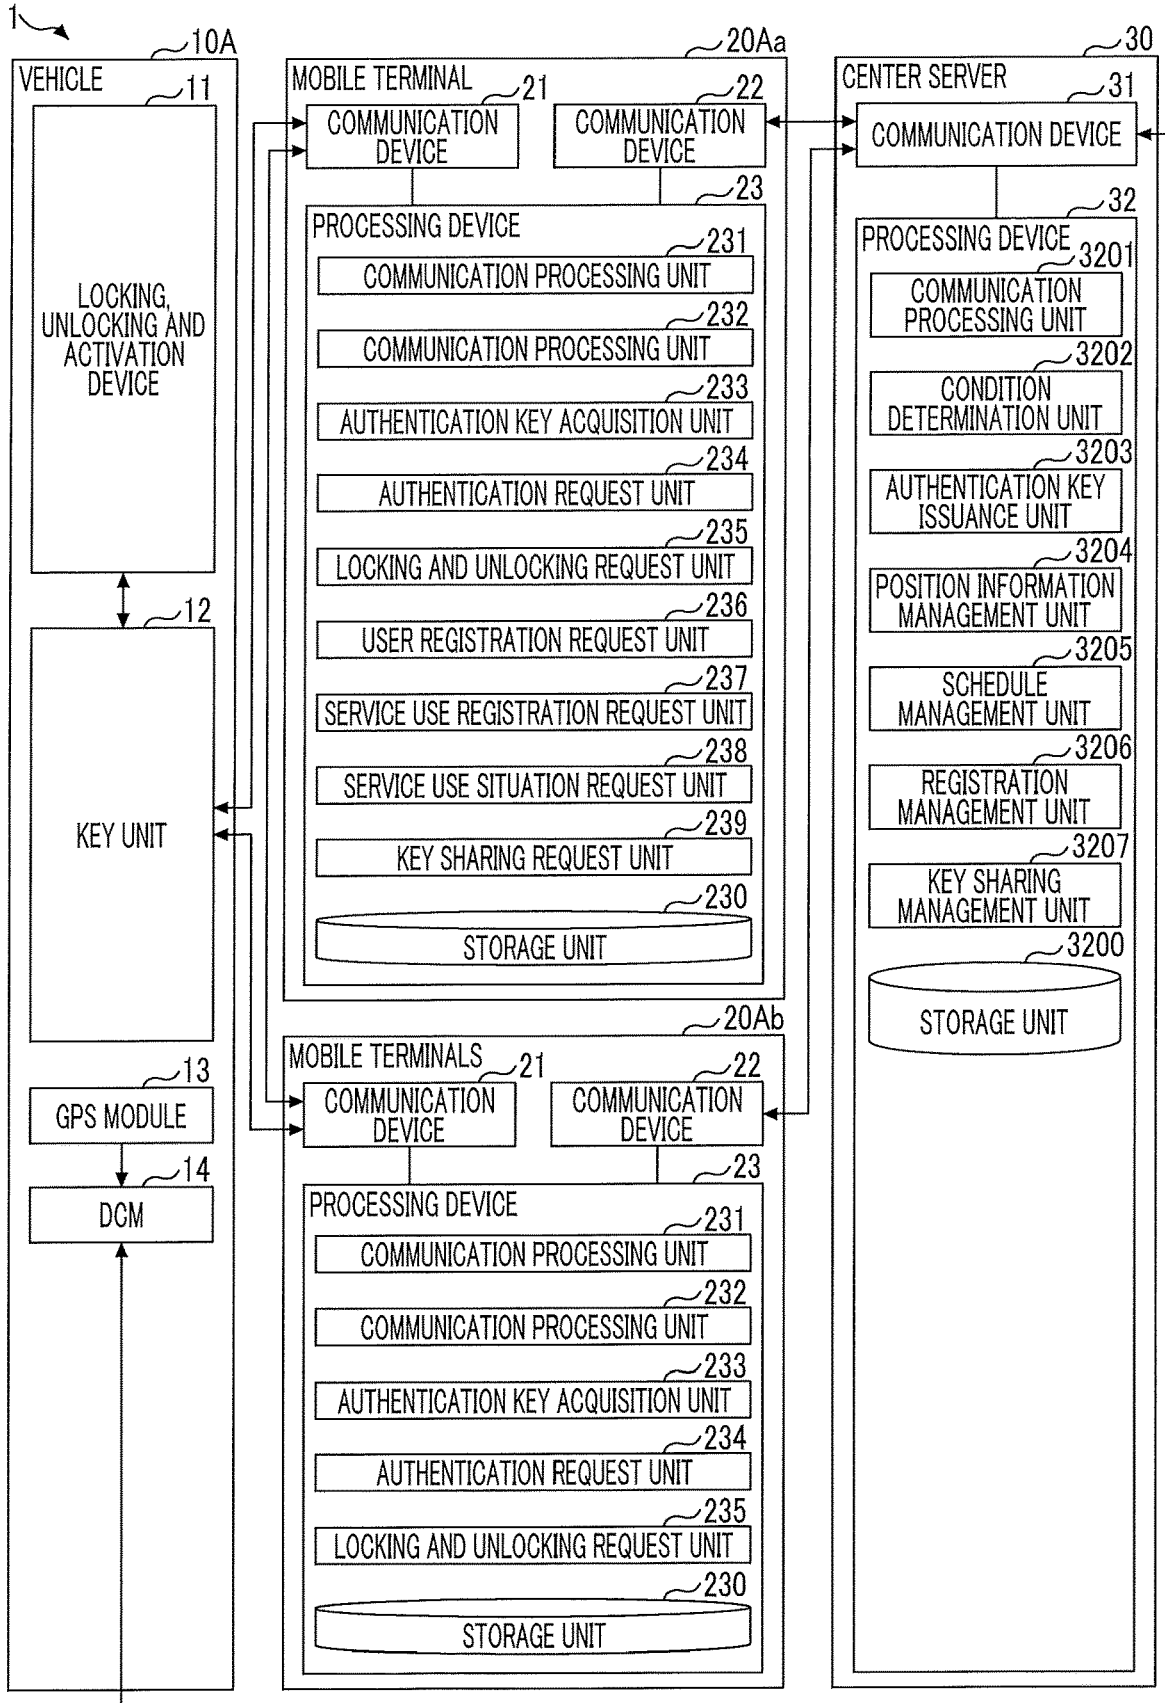 1
10A
VEHICLE
11
LOCKING,
UNLOCKING AND
ACTIVATION
DEVICE
12
KEY UNIT
13
GPS MODULE
14
DCM
20Aa
MOBILE TERMINAL
21
COMMUNICATION
DEVICE
22
COMMUNICATION
DEVICE
23
PROCESSING DEVICE
231
COMMUNICATION PROCESSING UNIT
232
COMMUNICATION PROCESSING UNIT
233
AUTHENTICATION KEY ACQUISITION UNIT
234
AUTHENTICATION REQUEST UNIT
235
LOCKING AND UNLOCKING REQUEST UNIT
236
USER REGISTRATION REQUEST UNIT
237
SERVICE USE REGISTRATION REQUEST UNIT
238
SERVICE USE SITUATION REQUEST UNIT
239
KEY SHARING REQUEST UNIT
230
STORAGE UNIT
20Ab
MOBILE TERMINALS
21
COMMUNICATION
DEVICE
22
COMMUNICATION
DEVICE
23
PROCESSING DEVICE
231
COMMUNICATION PROCESSING UNIT
232
COMMUNICATION PROCESSING UNIT
233
AUTHENTICATION KEY ACQUISITION UNIT
234
AUTHENTICATION REQUEST UNIT
235
LOCKING AND UNLOCKING REQUEST UNIT
230
STORAGE UNIT
30
CENTER SERVER
31
COMMUNICATION DEVICE
32
PROCESSING DEVICE
3201
COMMUNICATION
PROCESSING UNIT
3202
CONDITION
DETERMINATION UNIT
3203
AUTHENTICATION KEY
ISSUANCE UNIT
3204
POSITION INFORMATION
MANAGEMENT UNIT
3205
SCHEDULE
MANAGEMENT UNIT
3206
REGISTRATION
MANAGEMENT UNIT
3207
KEY SHARING
MANAGEMENT UNIT
3200
STORAGE UNIT